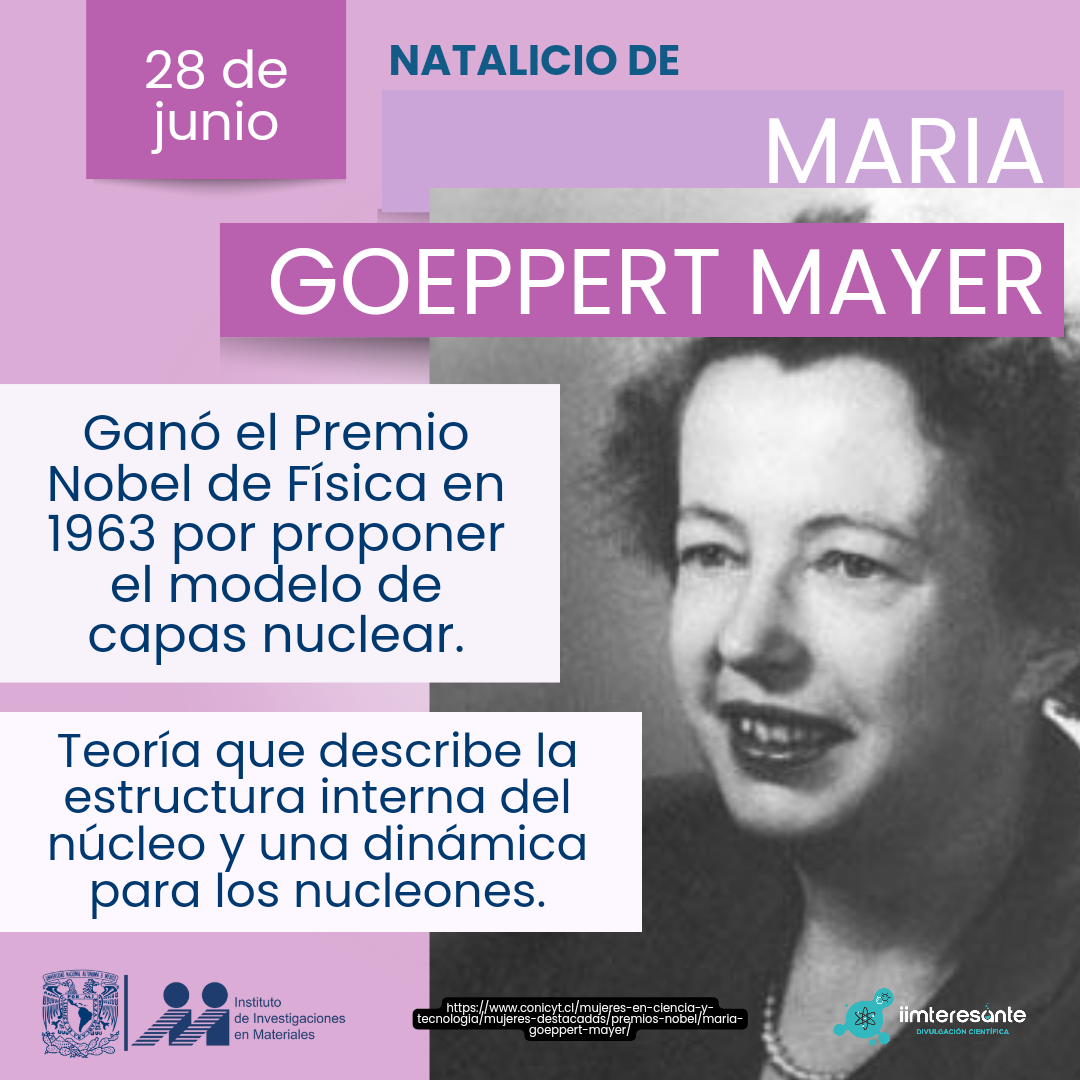 28 de
junio
NATALICIO DE
MARIA
GOEPPERT MAYER
Ganó el Premio
Nobel de Física en
1963 por proponer
el modelo de
capas nuclear.
Teoría que describe la
estructura interna del
núcleo y una dinámica
para los nucleones.
Instituto
de Investigaciones
en Materiales
https://www.conicyt.cl/mujeres-en-ciencia-y-
tecnologia/mujeres-destacadas/premios-nobel/maria-
goeppert-mayer/
iimteresante
DIVULGACIÓN CIENTÍFICA